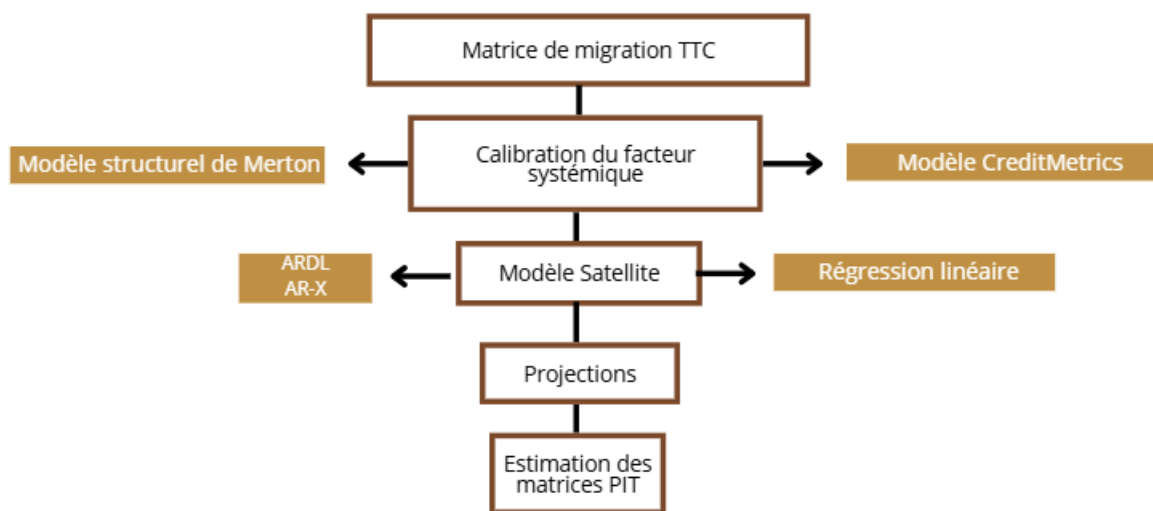 Matrice de migration TTC
Modèle structurel de Merton
Calibration du facteur
systémique
Modèle CreditMetrics
ARDL
AR-X
Modèle Satellite
Régression linéaire
Projections
Estimation des
matrices PIT